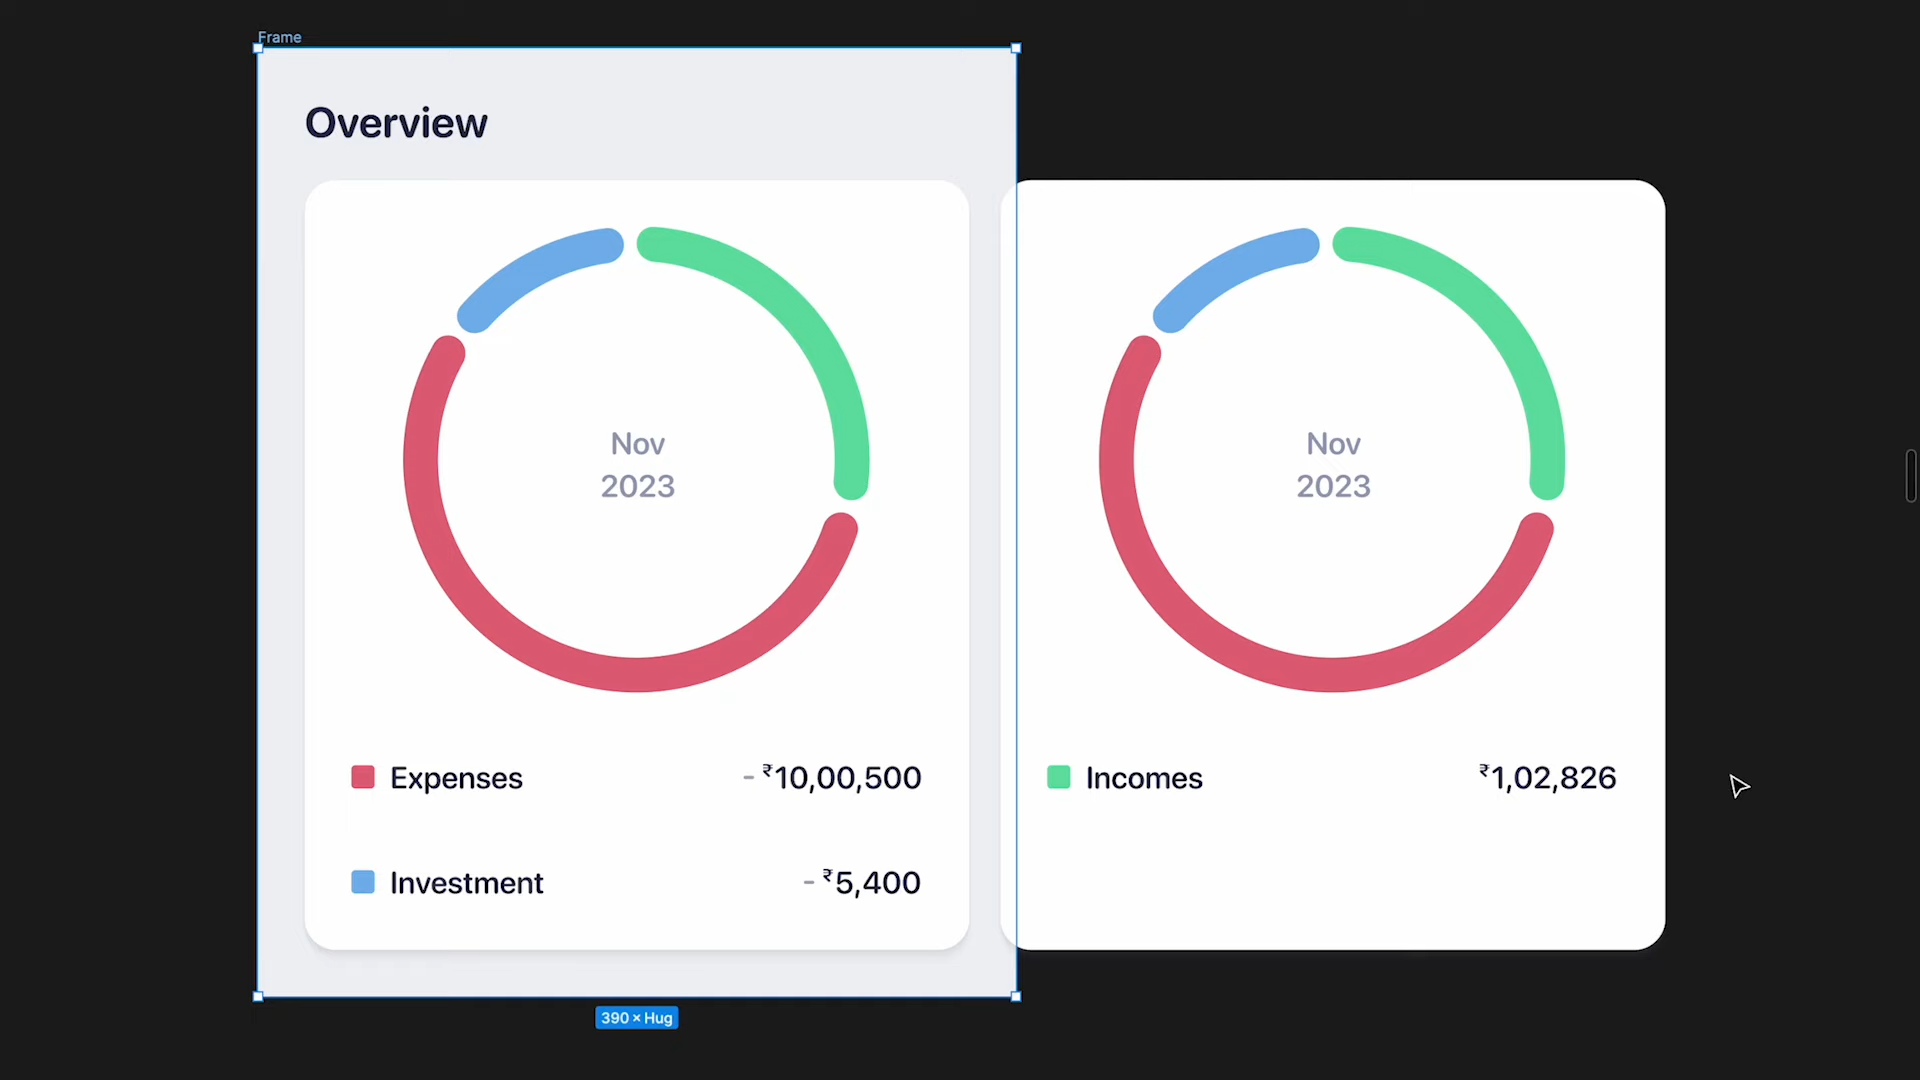 Frame
Overview
Nov
2023
Expenses - ₹10,00,500
Investment - ₹5,400
Nov
2023
Incomes ₹1,02,826
390 × Hug